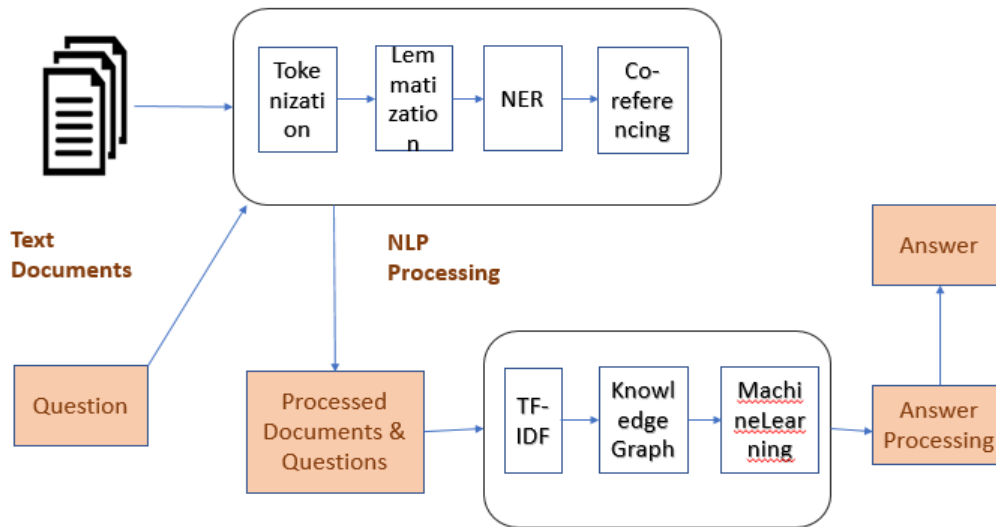 Toke
nizati
on
Lem
mati
zatio
n
NER
Co-
refere
ncing
Text
Documents
NLP
Processing
Answer
Question
Processed
Documents &
Questions
TF-
IDF
Knowl
edge
Graph
Machi
neLear
ning
Answer
Processing